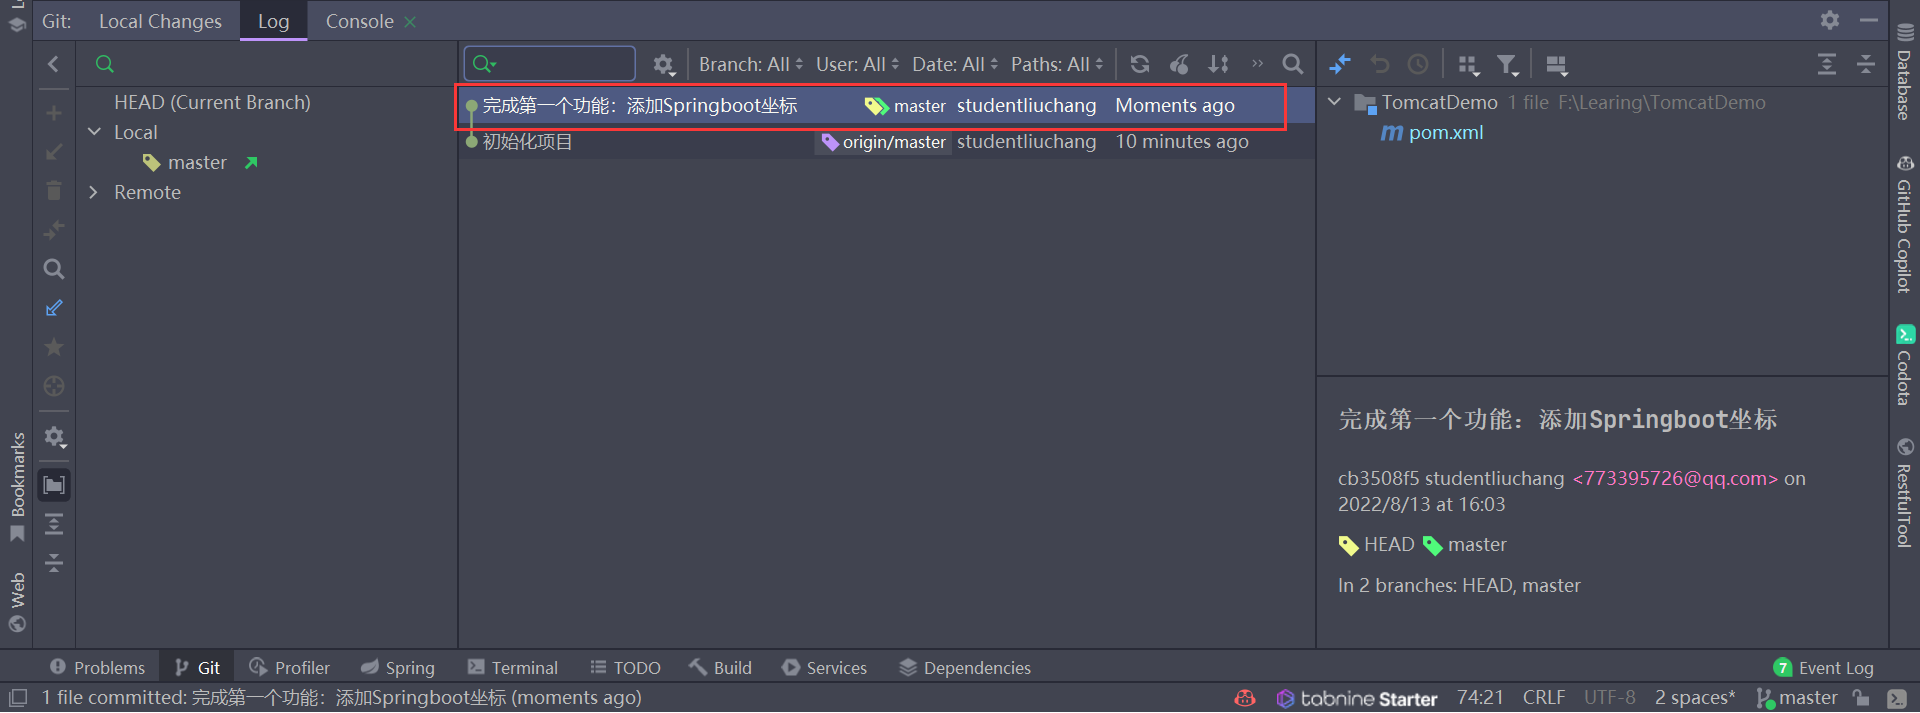 Git: Local Changes Log Console
Branch: All User: All Date: All Paths: All
HEAD (Current Branch)
Local
master
Remote
完成第一个功能：添加Springboot坐标 master studentliuchang Moments ago
初始化项目 origin/master studentliuchang 10 minutes ago
TomcatDemo 1 file F:\Learing\TomcatDemo
pom.xml
完成第一个功能：添加Springboot坐标
cb3508f5 studentliuchang <773395726@qq.com> on
2022/8/13 at 16:03
HEAD master
In 2 branches: HEAD, master
Bookmarks
Web
Database
GitHub Copilot
Codota
RestfulTool
Problems Git Profiler Spring Terminal TODO Build Services Dependencies 7 Event Log
1 file committed: 完成第一个功能：添加Springboot坐标 (moments ago) tabnine Starter 74:21 CRLF UTF-8 2 spaces* master